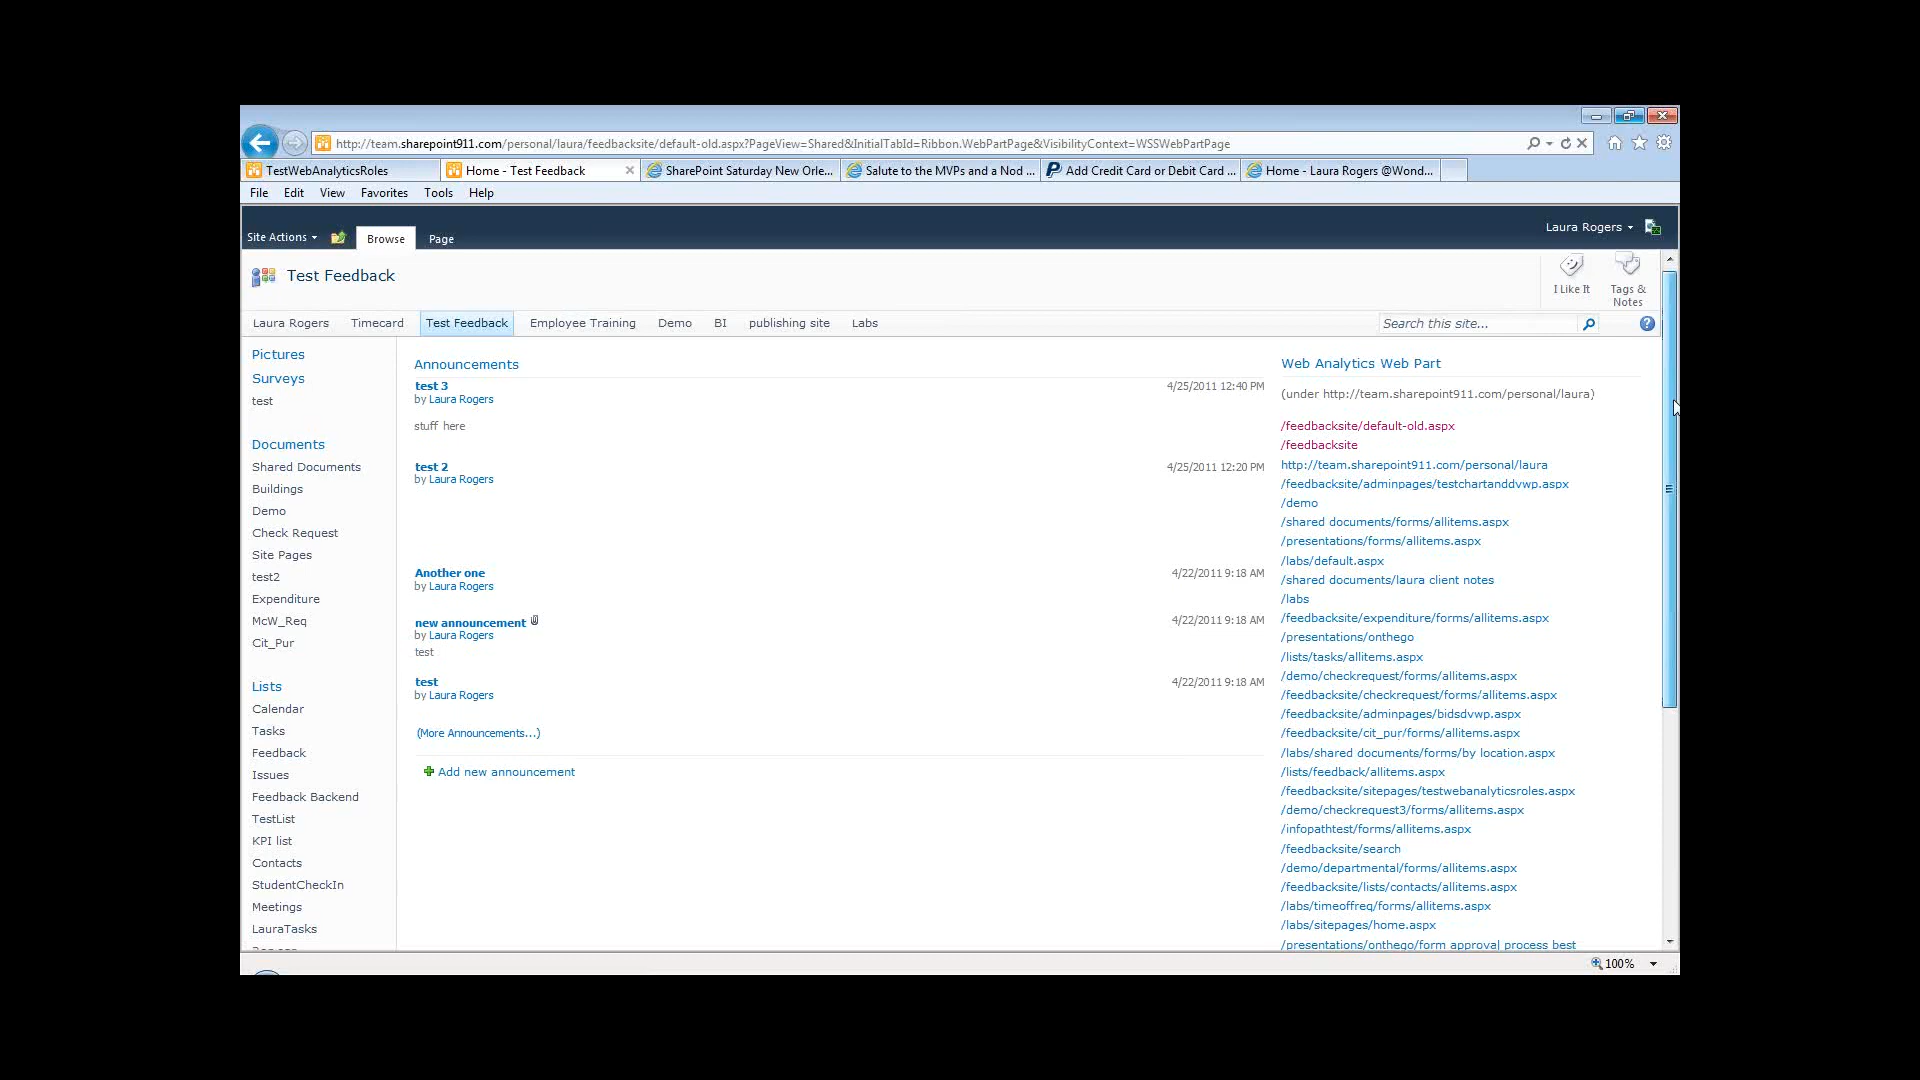 http://team.sharepoint911.com/personal/laura/feedbacksite/default-old.aspx?PageView=Shared&InitialTabId=Ribbon.WebPartPage&VisibilityContext=WSSWebPartPage
TestWebAnalyticsRoles
Home - Test Feedback
SharePoint Saturday New Orle...
Salute to the MVPs and a Nod ...
Add Credit Card or Debit Card ...
Home - Laura Rogers @Wond...
File Edit View Favorites Tools Help
Site Actions
Browse
Page
Laura Rogers
Test Feedback
I Like It
Tags &
Notes
Laura Rogers Timecard Test Feedback Employee Training Demo BI publishing site Labs
Search this site...
Pictures
Surveys
test
Documents
Shared Documents
Buildings
Demo
Check Request
Site Pages
test2
Expenditure
McW_Req
Cit_Pur
Lists
Calendar
Tasks
Feedback
Issues
Feedback Backend
TestList
KPI list
Contacts
StudentCheckIn
Meetings
LauraTasks
Announcements
test 3 4/25/2011 12:40 PM
by Laura Rogers
stuff here
test 2 4/25/2011 12:20 PM
by Laura Rogers
Another one 4/22/2011 9:18 AM
by Laura Rogers
new announcement 4/22/2011 9:18 AM
by Laura Rogers
test
test 4/22/2011 9:18 AM
by Laura Rogers
(More Announcements...)
Add new announcement
Web Analytics Web Part
(under http://team.sharepoint911.com/personal/laura)
/feedbacksite/default-old.aspx
/feedbacksite
http://team.sharepoint911.com/personal/laura
/feedbacksite/adminpages/testchartanddvwp.aspx
/demo
/shared documents/forms/allitems.aspx
/presentations/forms/allitems.aspx
/labs/default.aspx
/shared documents/laura client notes
/labs
/feedbacksite/expenditure/forms/allitems.aspx
/presentations/onthego
/lists/tasks/allitems.aspx
/demo/checkrequest/forms/allitems.aspx
/feedbacksite/checkrequest/forms/allitems.aspx
/feedbacksite/adminpages/bidsdvwp.aspx
/feedbacksite/cit_pur/forms/allitems.aspx
/labs/shared documents/forms/by location.aspx
/lists/feedback/allitems.aspx
/feedbacksite/sitepages/testwebanalyticsroles.aspx
/demo/checkrequest3/forms/allitems.aspx
/infopathtest/forms/allitems.aspx
/feedbacksite/search
/demo/departmental/forms/allitems.aspx
/feedbacksite/lists/contacts/allitems.aspx
/labs/timeoffreq/forms/allitems.aspx
/labs/sitepages/home.aspx
/presentations/onthego/form approval process best
100%